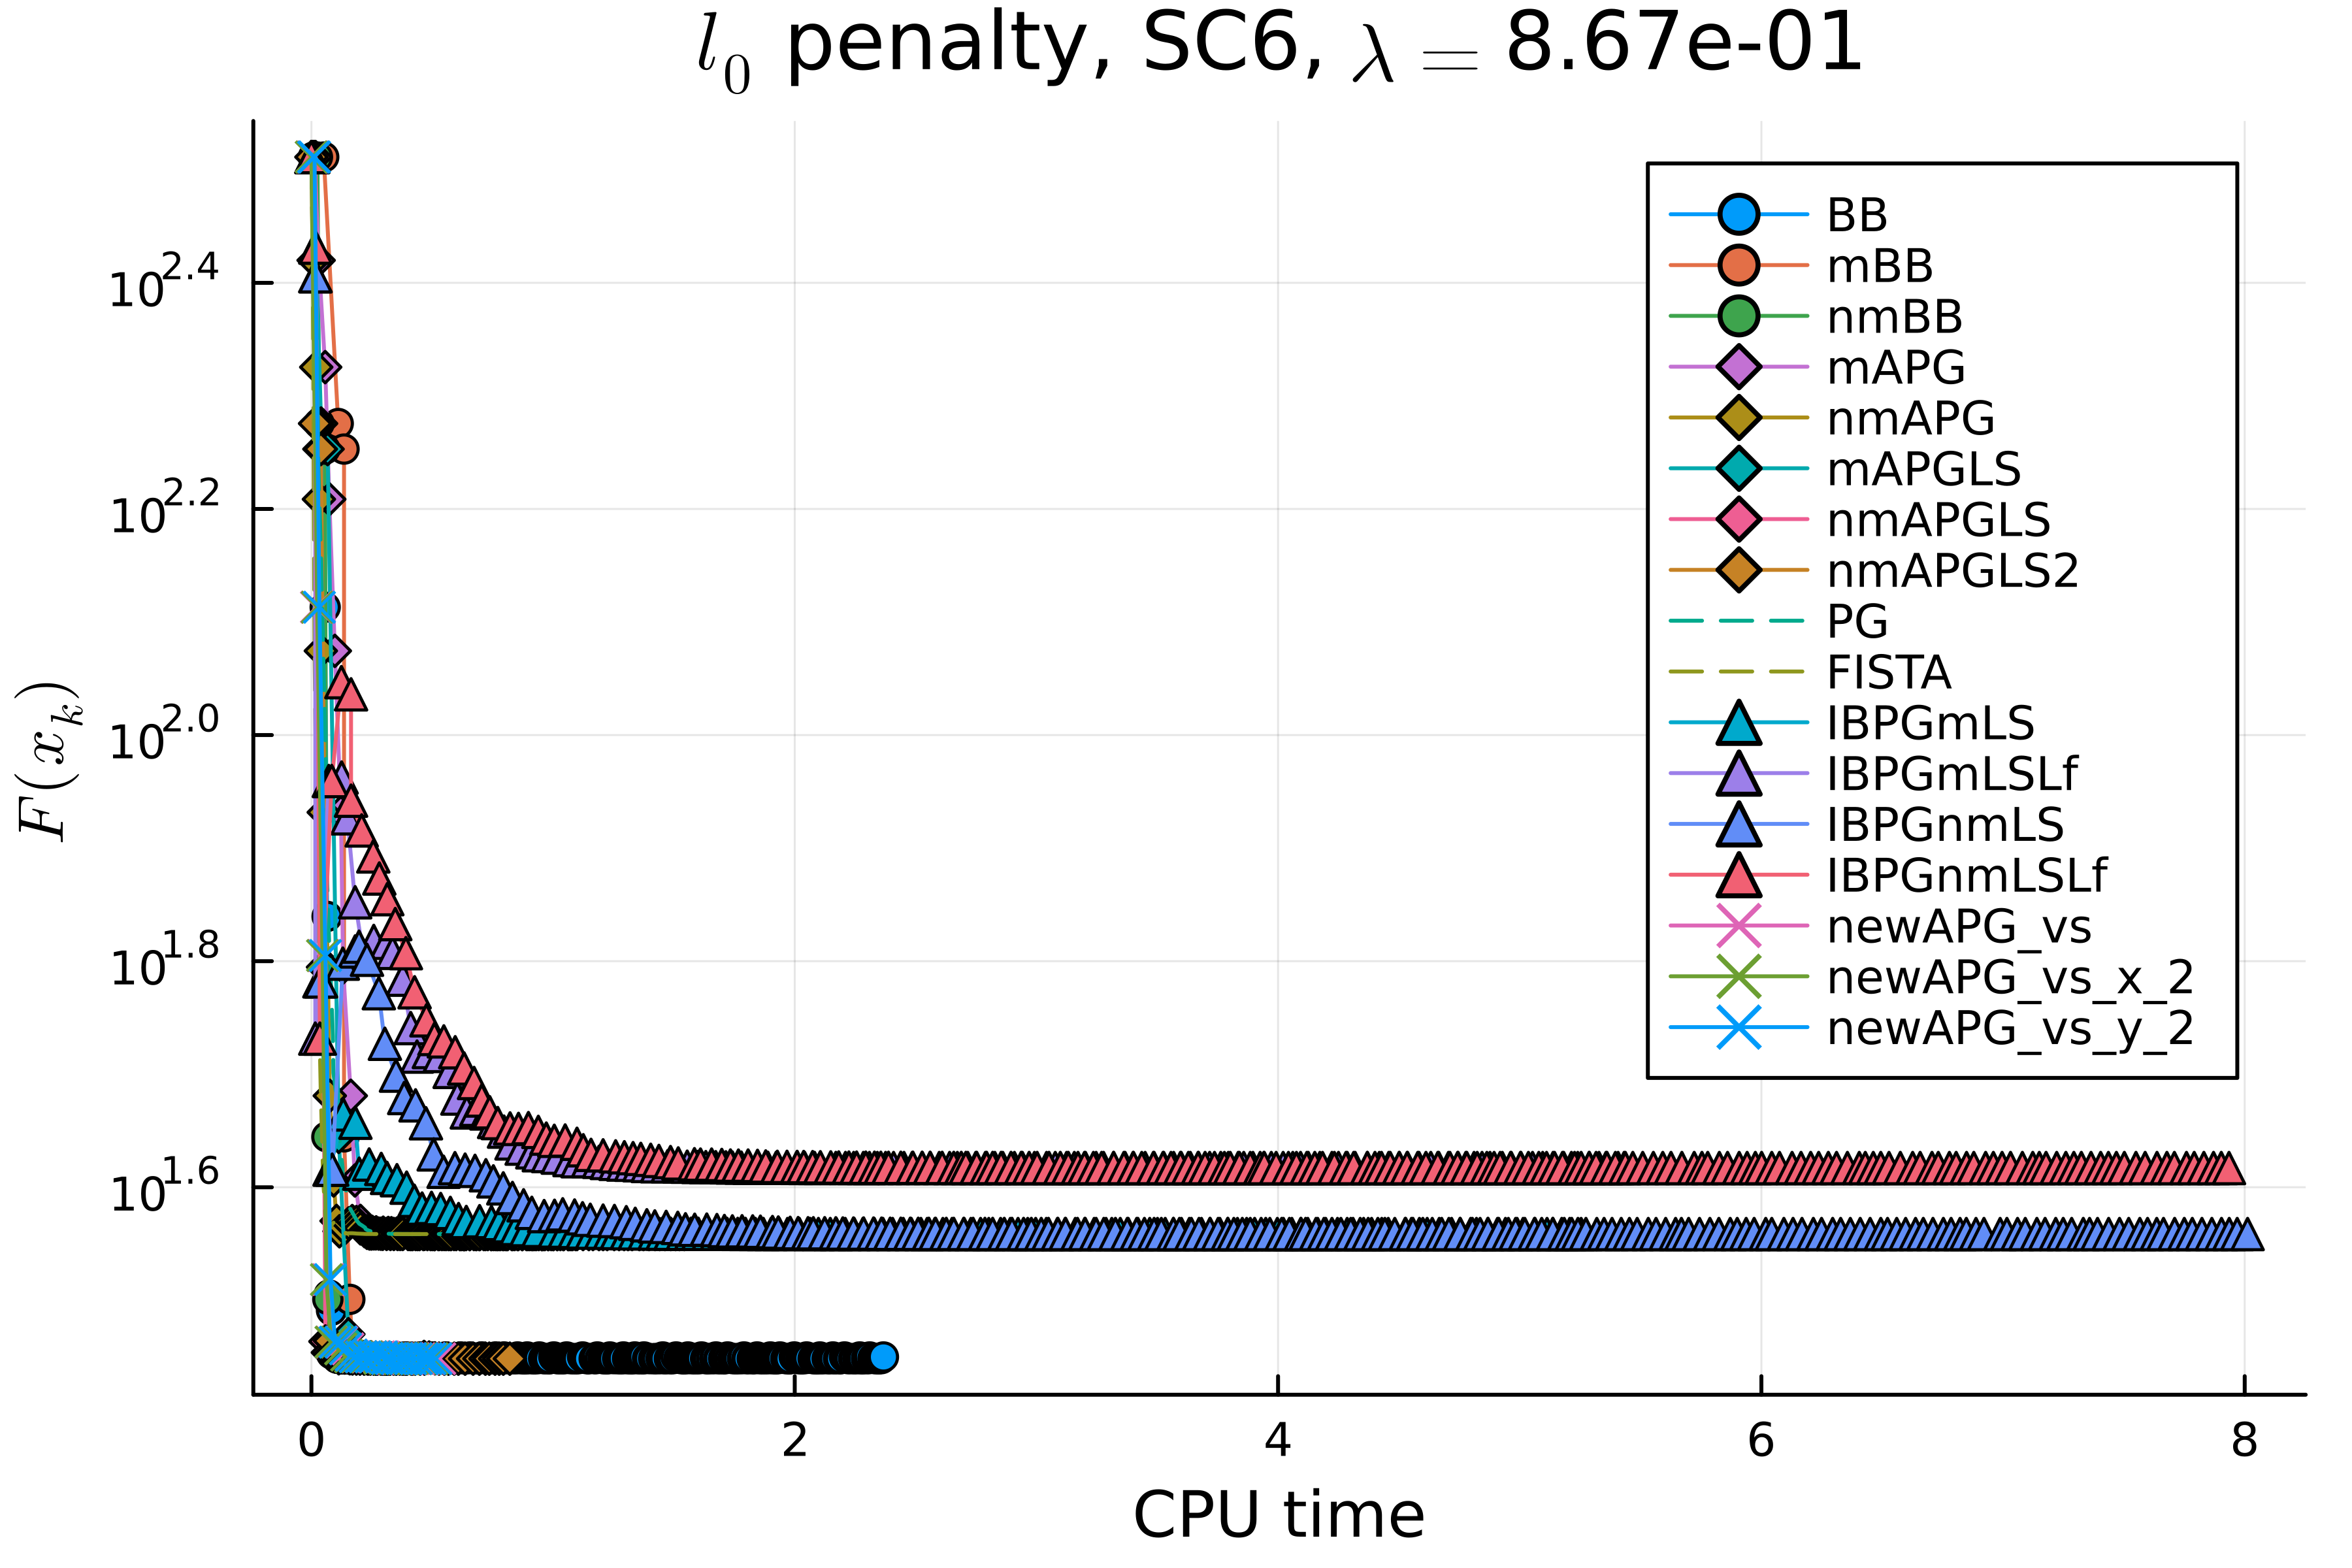 l₀ penalty, SC6, λ = 8.67e-01
10^2.4
10^2.2
10^2.0
10^1.8
10^1.6
F(x_k)
0 2 4 6 8
CPU time
BB
mBB
nmBB
mAPG
nmAPG
mAPGLS
nmAPGLS
nmAPGLS2
PG
FISTA
IBPGmLS
IBPGmLSLf
IBPGnmLS
IBPGnmLSLf
newAPG_vs
newAPG_vs_x_2
newAPG_vs_y_2